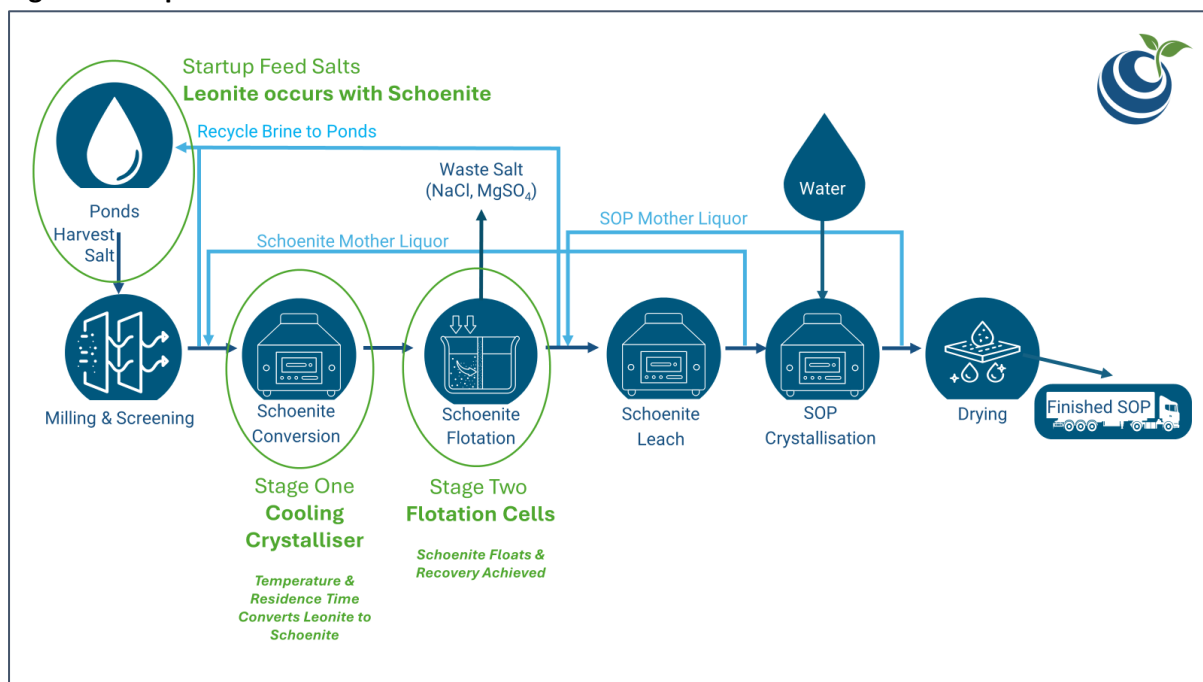 Startup Feed Salts
Leonite occurs with Schoenite
Recycle Brine to Ponds
Waste Salt
(NaCl, MgSO₄)
Water
Ponds
Harvest
Salt
Schoenite Mother Liquor
SOP Mother Liquor
Milling & Screening
Schoenite
Conversion
Schoenite
Flotation
Schoenite
Leach
SOP
Crystallisation
Drying
Finished SOP
Stage One
Cooling
Crystalliser
Temperature &
Residence Time
Converts Leonite to
Schoenite
Stage Two
Flotation Cells
Schoenite Floats &
Recovery Achieved